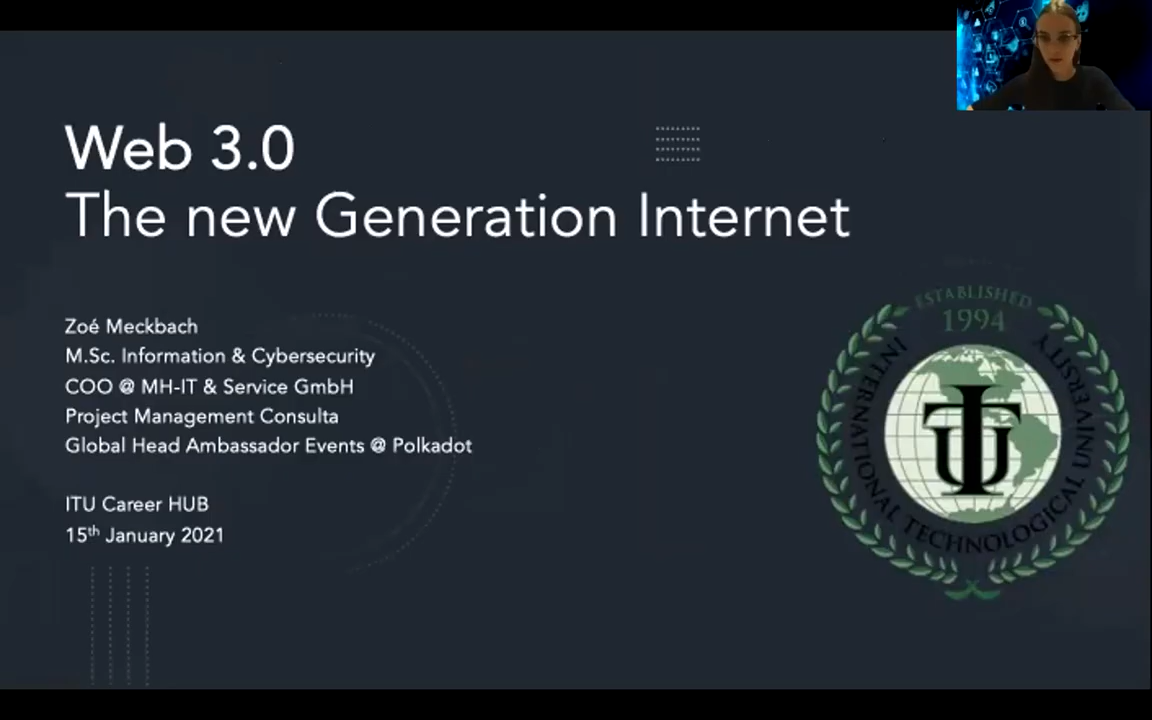 Web 3.0
The new Generation Internet
Zoé Meckbach
M.Sc. Information & Cybersecurity
COO @ MH-IT & Service GmbH
Project Management Consulta
Global Head Ambassador Events @ Polkadot
ITU Career HUB
15th January 2021
ESTABLISHED
1994
INTERNATIONAL TECHNOLOGICAL UNIVERSITY
ITU